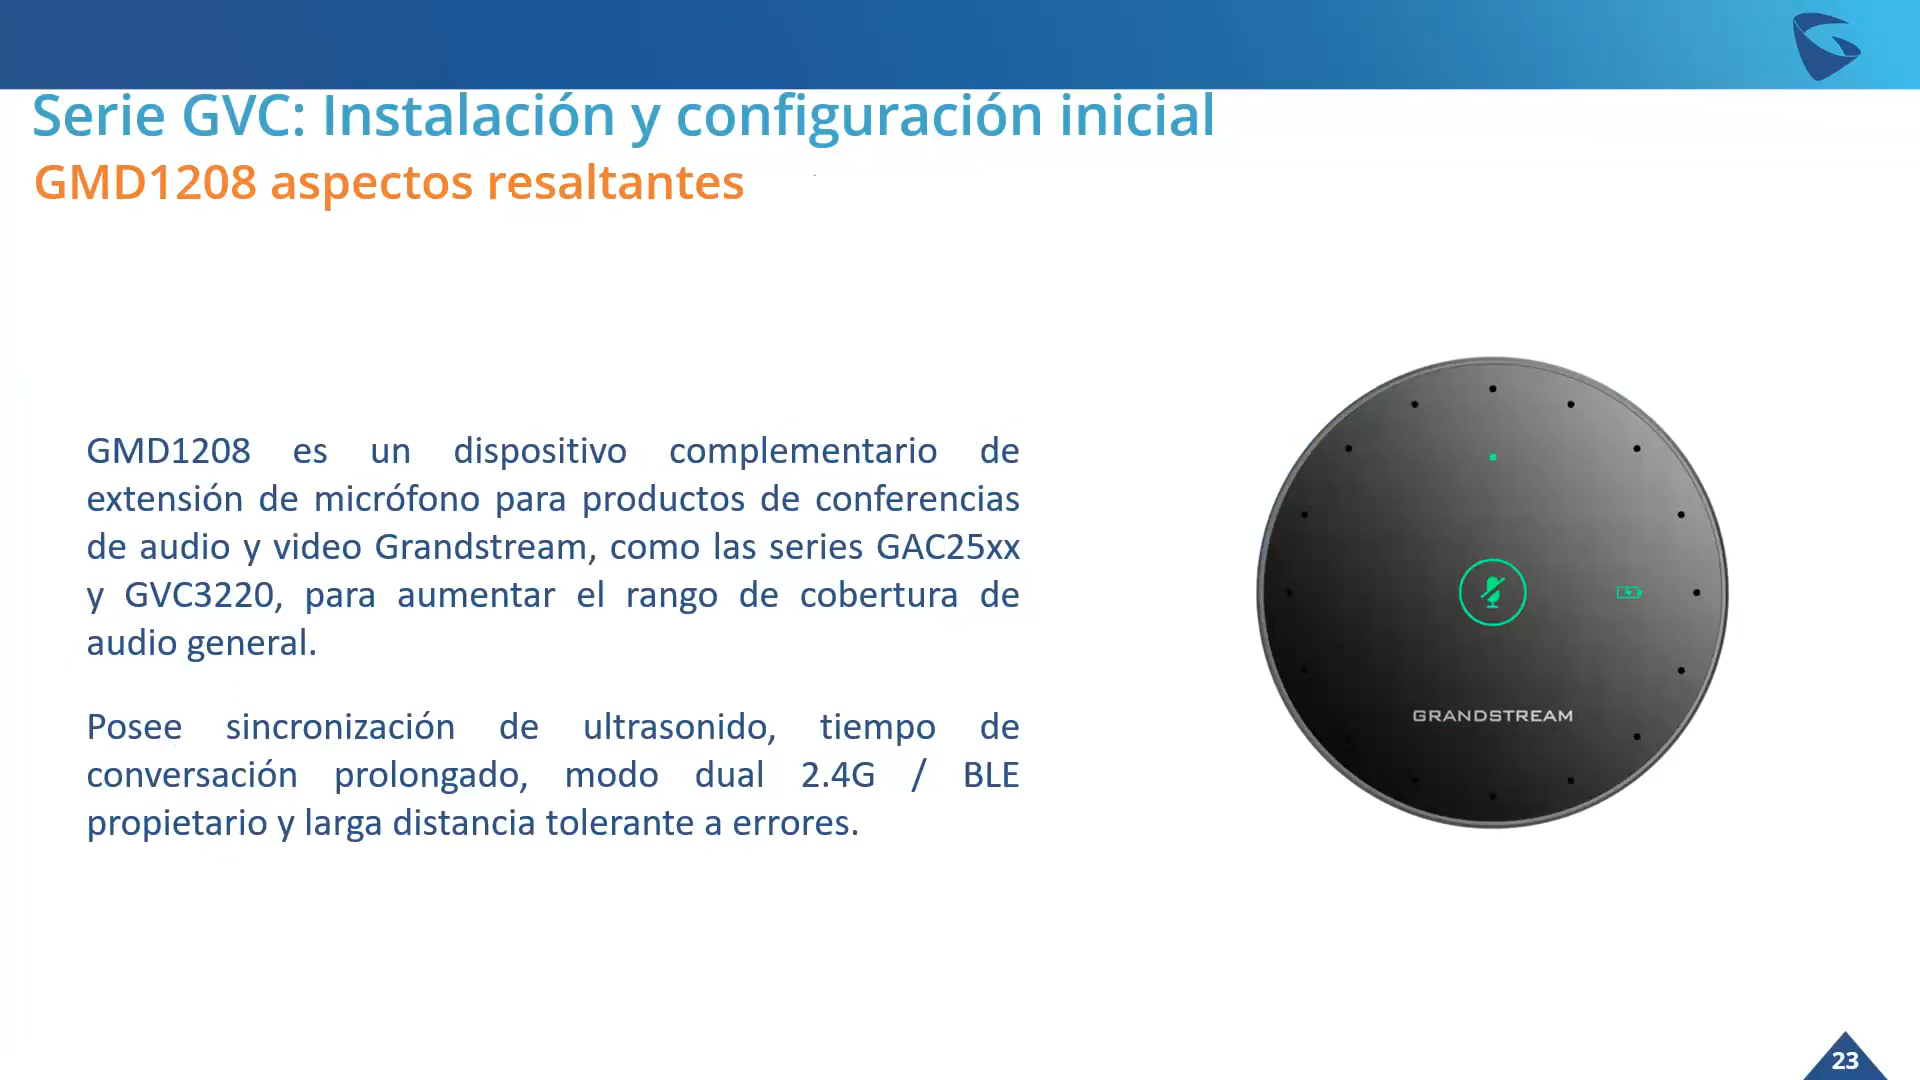 Serie GVC: Instalación y configuración inicial
GMD1208 aspectos resaltantes
GMD1208 es un dispositivo complementario de
extensión de micrófono para productos de conferencias
de audio y video Grandstream, como las series GAC25xx
y GVC3220, para aumentar el rango de cobertura de
audio general.
Posee sincronización de ultrasonido, tiempo de
conversación prolongado, modo dual 2.4G / BLE
propietario y larga distancia tolerante a errores.
GRANDSTREAM
23